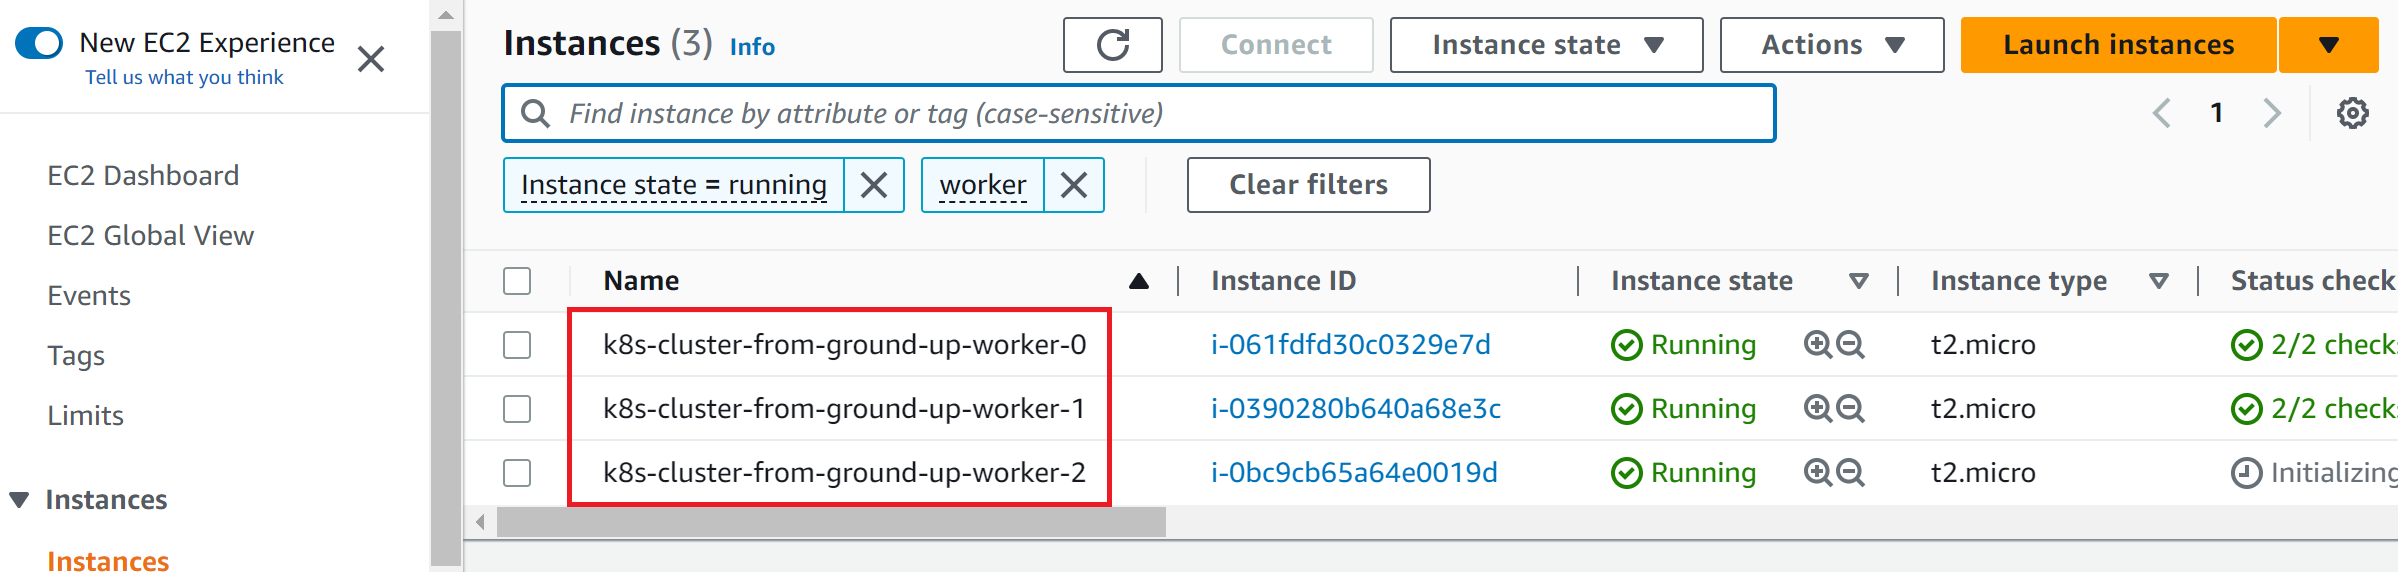 New EC2 Experience
Tell us what you think
EC2 Dashboard
EC2 Global View
Events
Tags
Limits
Instances
Instances
Instances (3) Info
Connect
Instance state
Actions
Launch instances
Find instance by attribute or tag (case-sensitive)
1
Instance state = running
worker
Clear filters
Name Instance ID Instance state Instance type Status check
k8s-cluster-from-ground-up-worker-0 i-061fdfd30c0329e7d Running t2.micro 2/2 checks
k8s-cluster-from-ground-up-worker-1 i-0390280b640a68e3c Running t2.micro 2/2 checks
k8s-cluster-from-ground-up-worker-2 i-0bc9cb65a64e0019d Running t2.micro Initializing